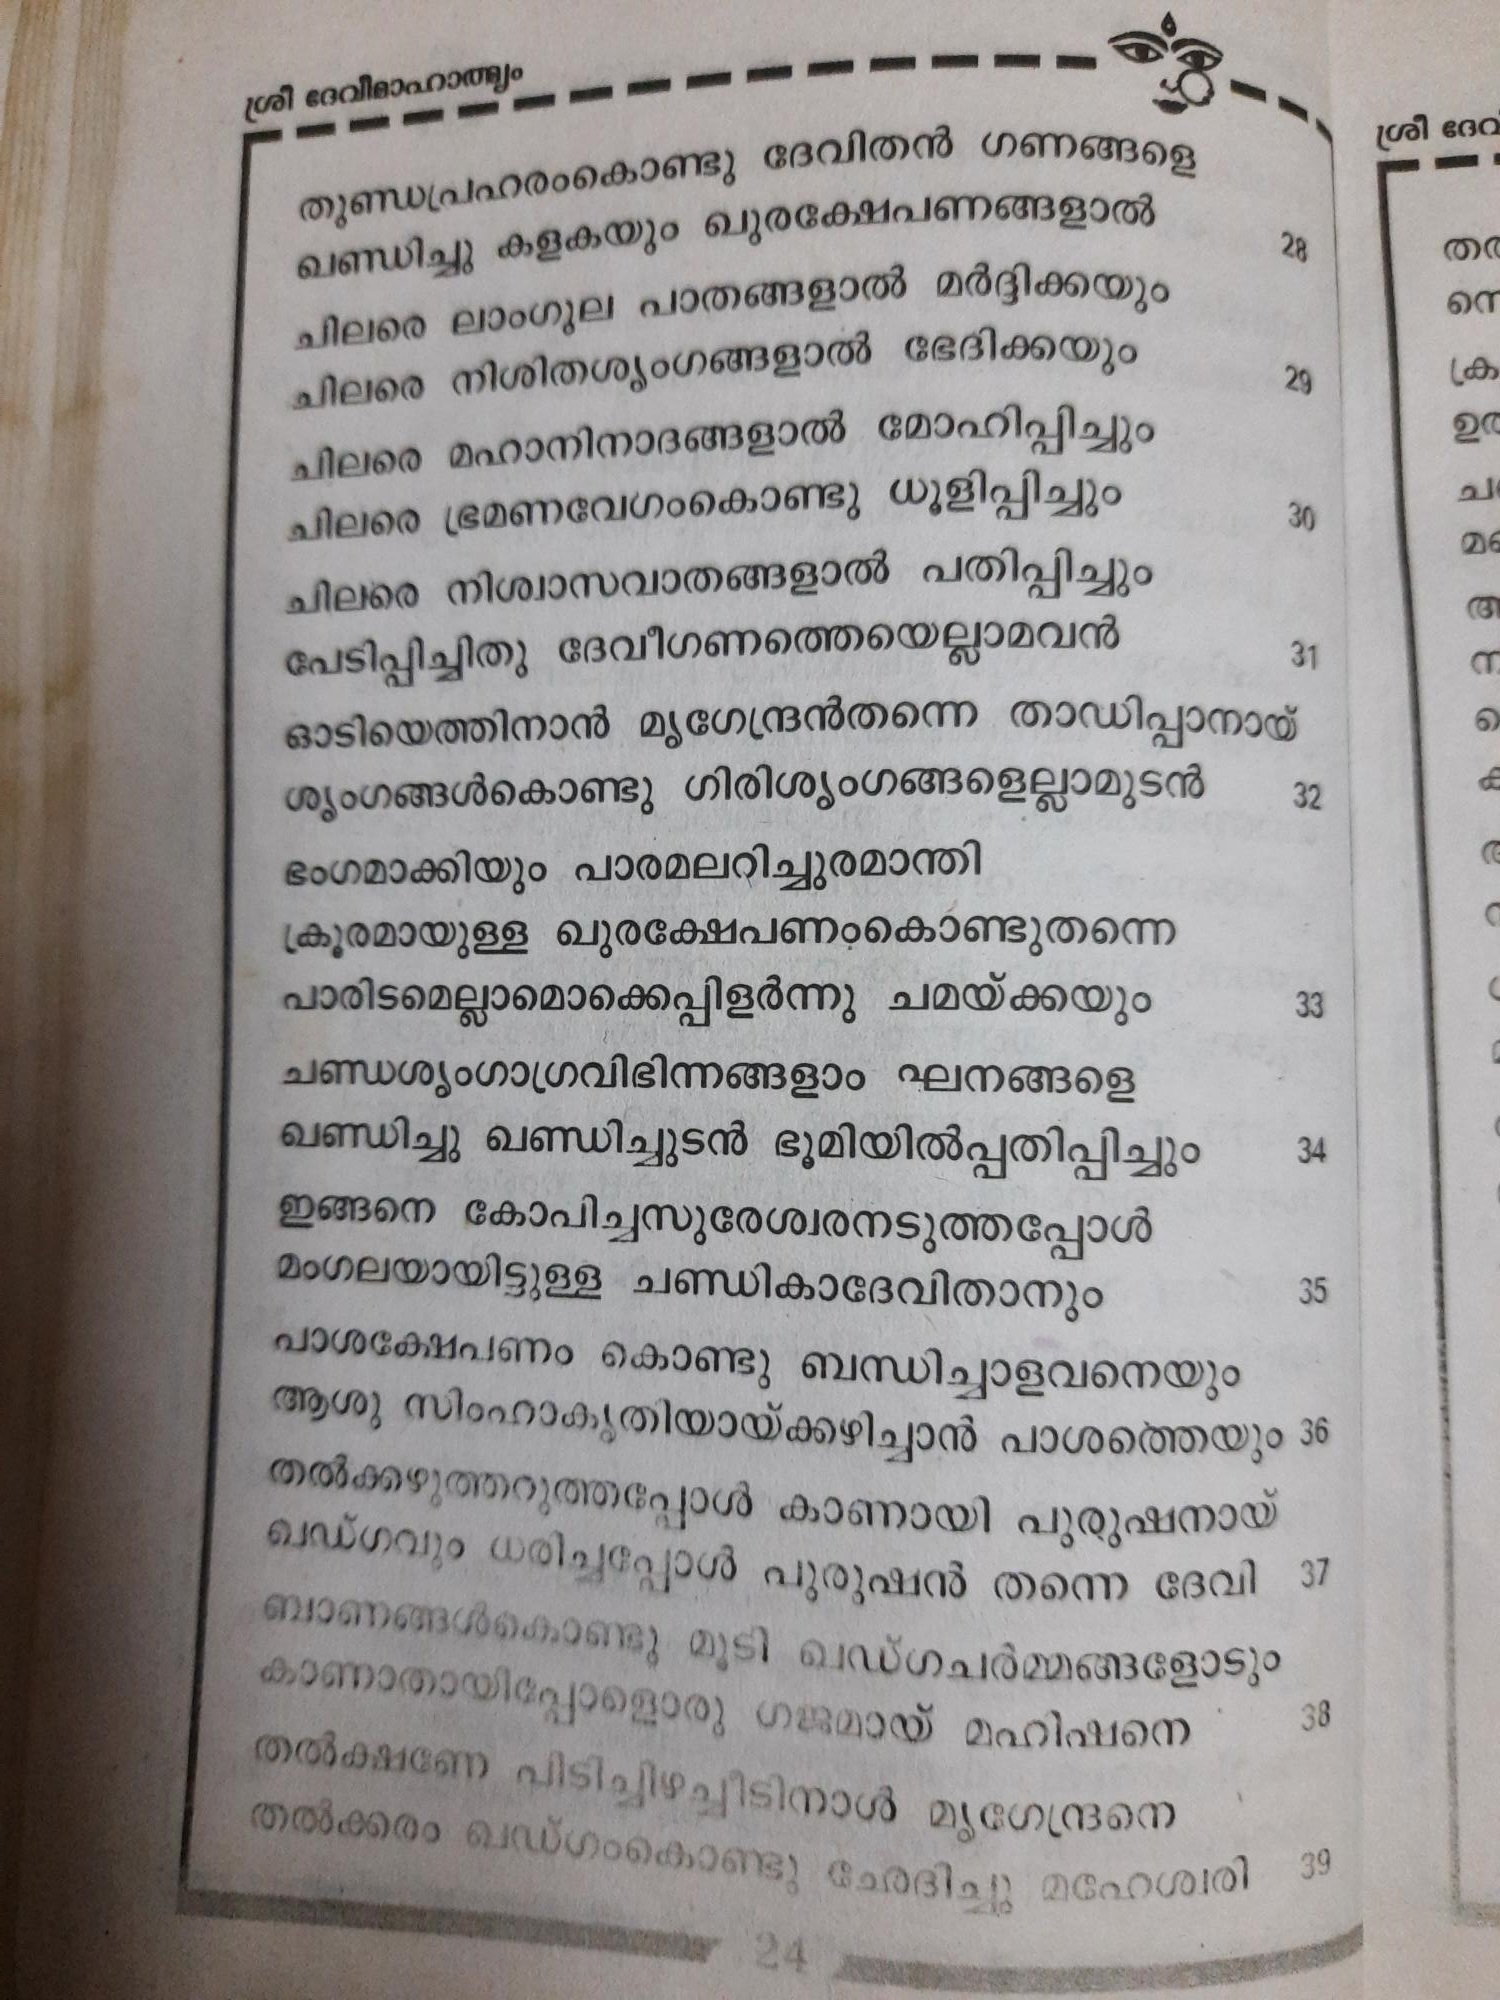 ശ്രീ ദേവീമാഹാത്മ്യം
തുണ്ഡപ്രഹരംകൊണ്ടു ദേവിതൻ ഗണങ്ങളെ
ഖണ്ഡിച്ചു കളകയും ഖുരക്ഷേപണങ്ങളാൽ 28
ചിലരെ ലാംഗുല പാതങ്ങളാൽ മർദ്ദിക്കയും
ചിലരെ നിശിതശൃംഗങ്ങളാൽ ഭേദിക്കയും 29
ചിലരെ മഹാനിനാദങ്ങളാൽ മോഹിപ്പിച്ചും
ചിലരെ ഭ്രമണവേഗംകൊണ്ടു ധൂളിപ്പിച്ചും 30
ചിലരെ നിശ്വാസവാതങ്ങളാൽ പതിപ്പിച്ചും
പേടിപ്പിച്ചിതു ദേവീഗണത്തെയെല്ലാമവൻ 31
ഓടിയെത്തിനാൻ മൃഗേന്ദ്രൻതന്നെ താഡിപ്പാനായ്
ശൃംഗങ്ങൾകൊണ്ടു ഗിരിശൃംഗങ്ങളെല്ലാമുടൻ 32
ഭംഗമാക്കിയും പാരമലറിച്ചുരമാന്തി
ക്രൂരമായുള്ള ഖുരക്ഷേപണംകൊണ്ടുതന്നെ
പാരിടമെല്ലാമൊക്കെപ്പിളർന്നു ചമയ്ക്കയും 33
ചണ്ഡശൃംഗാഗ്രവിഭിന്നങ്ങളാം ഘനങ്ങളെ
ഖണ്ഡിച്ചു ഖണ്ഡിച്ചുടൻ ഭൂമിയിൽപ്പതിപ്പിച്ചും 34
ഇങ്ങനെ കോപിച്ചസുരേശ്വരനടുത്തപ്പോൾ
മംഗലയായിട്ടുള്ള ചണ്ഡികാദേവിതാനും 35
പാശക്ഷേപണം കൊണ്ടു ബന്ധിച്ചാളവനെയും
ആശു സിംഹാകൃതിയായ്ക്കഴിച്ചാൻ പാശത്തെയും 36
തൽക്കഴുത്തറുത്തപ്പോൾ കാണായി പുരുഷനായ്
ഖഡ്ഗവും ധരിച്ചപ്പോൾ പുരുഷൻ തന്നെ ദേവി 37
ബാണങ്ങൾകൊണ്ടു മൂടി ഖഡ്ഗചർമ്മങ്ങളോടും
കാണാതായിപ്പോളൊരു ഗജമായ് മഹിഷനെ 38
തൽക്ഷണേ പിടിച്ചിഴച്ചീടിനാൾ മൃഗേന്ദ്രനെ
തൽക്കരം ഖഡ്ഗംകൊണ്ടു ഛേദിച്ചു മഹേശ്വരി 39
24